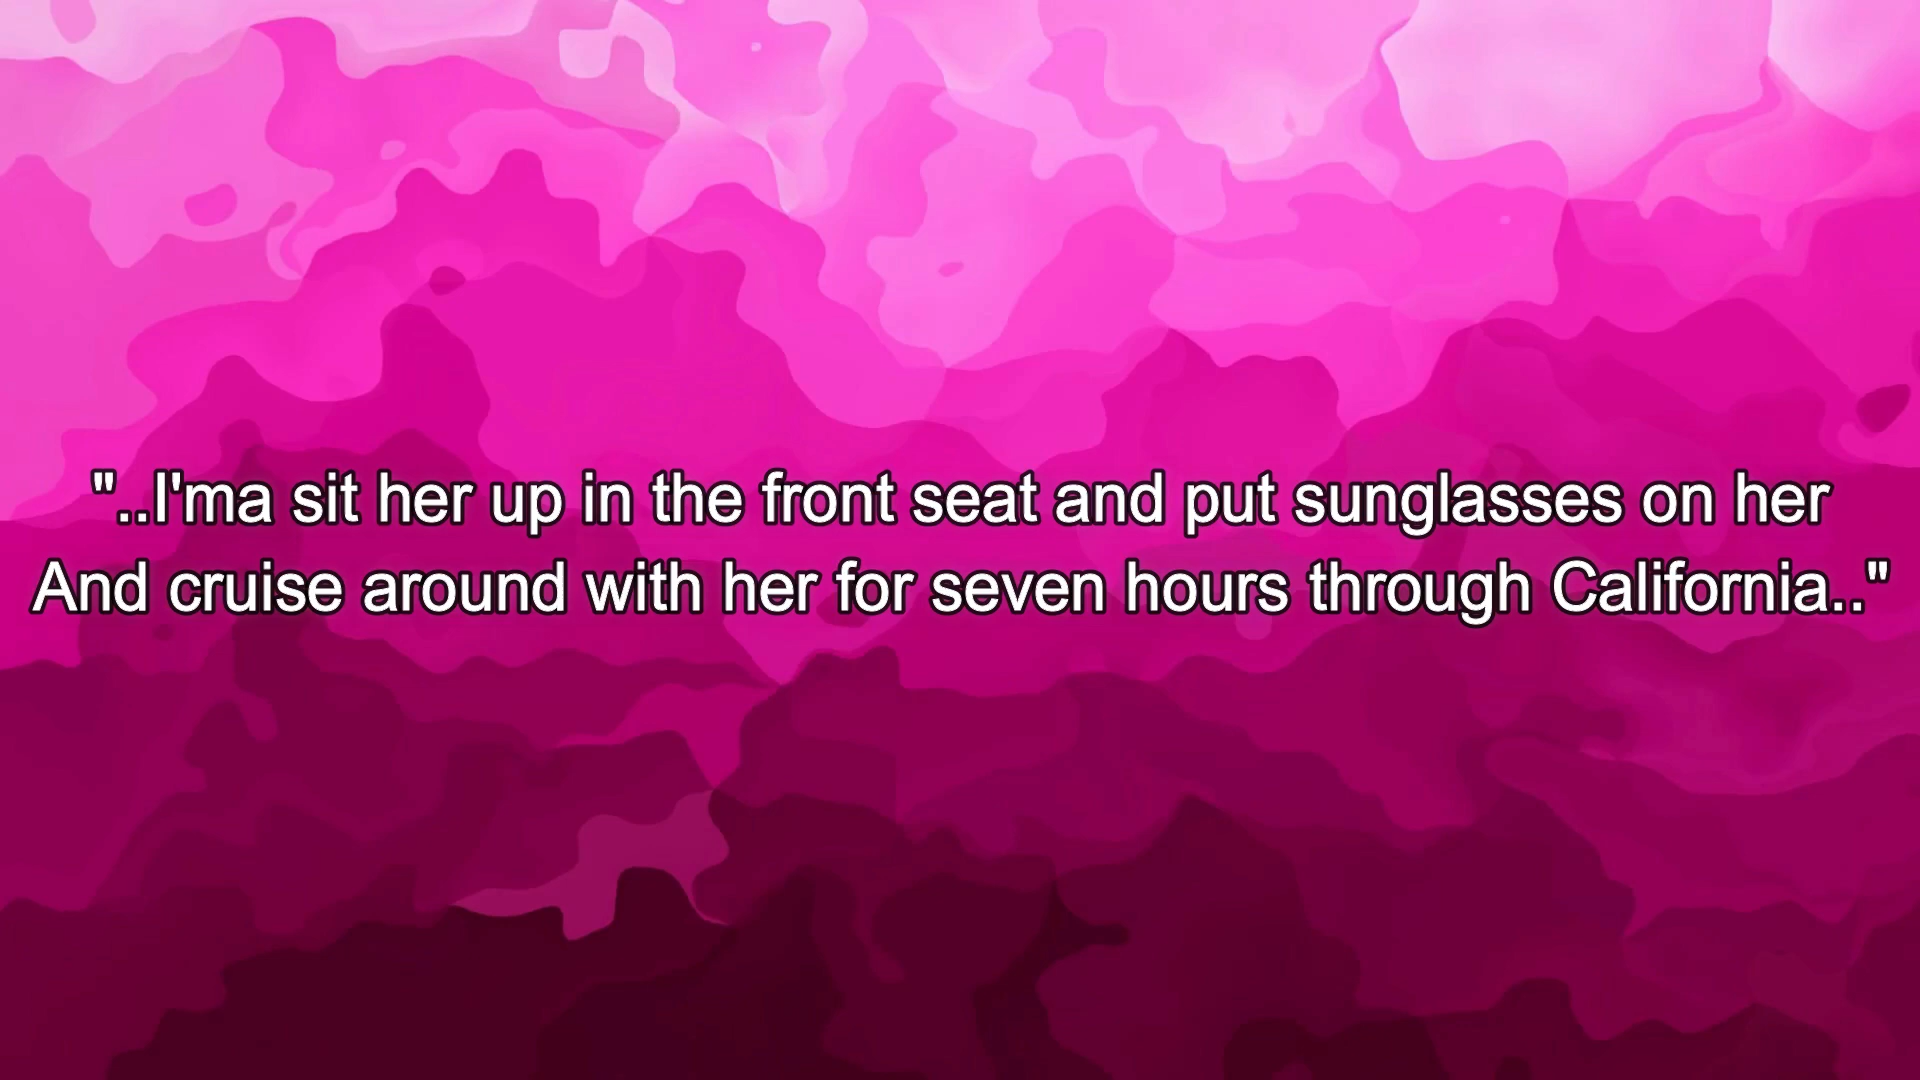 "..I'ma sit her up in the front seat and put sunglasses on her
And cruise around with her for seven hours through California.."